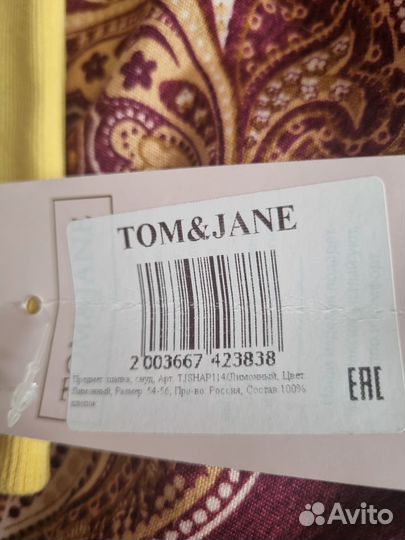 TOM&JANE
2 003667 423838
Предмет шапка, снуд, Арт. TJSHAP114/Лимонный, Цвет:
Лимонный, Размер: 54-56, Пр-во: Россия, Состав 100%
хлопок
EAC
Avito